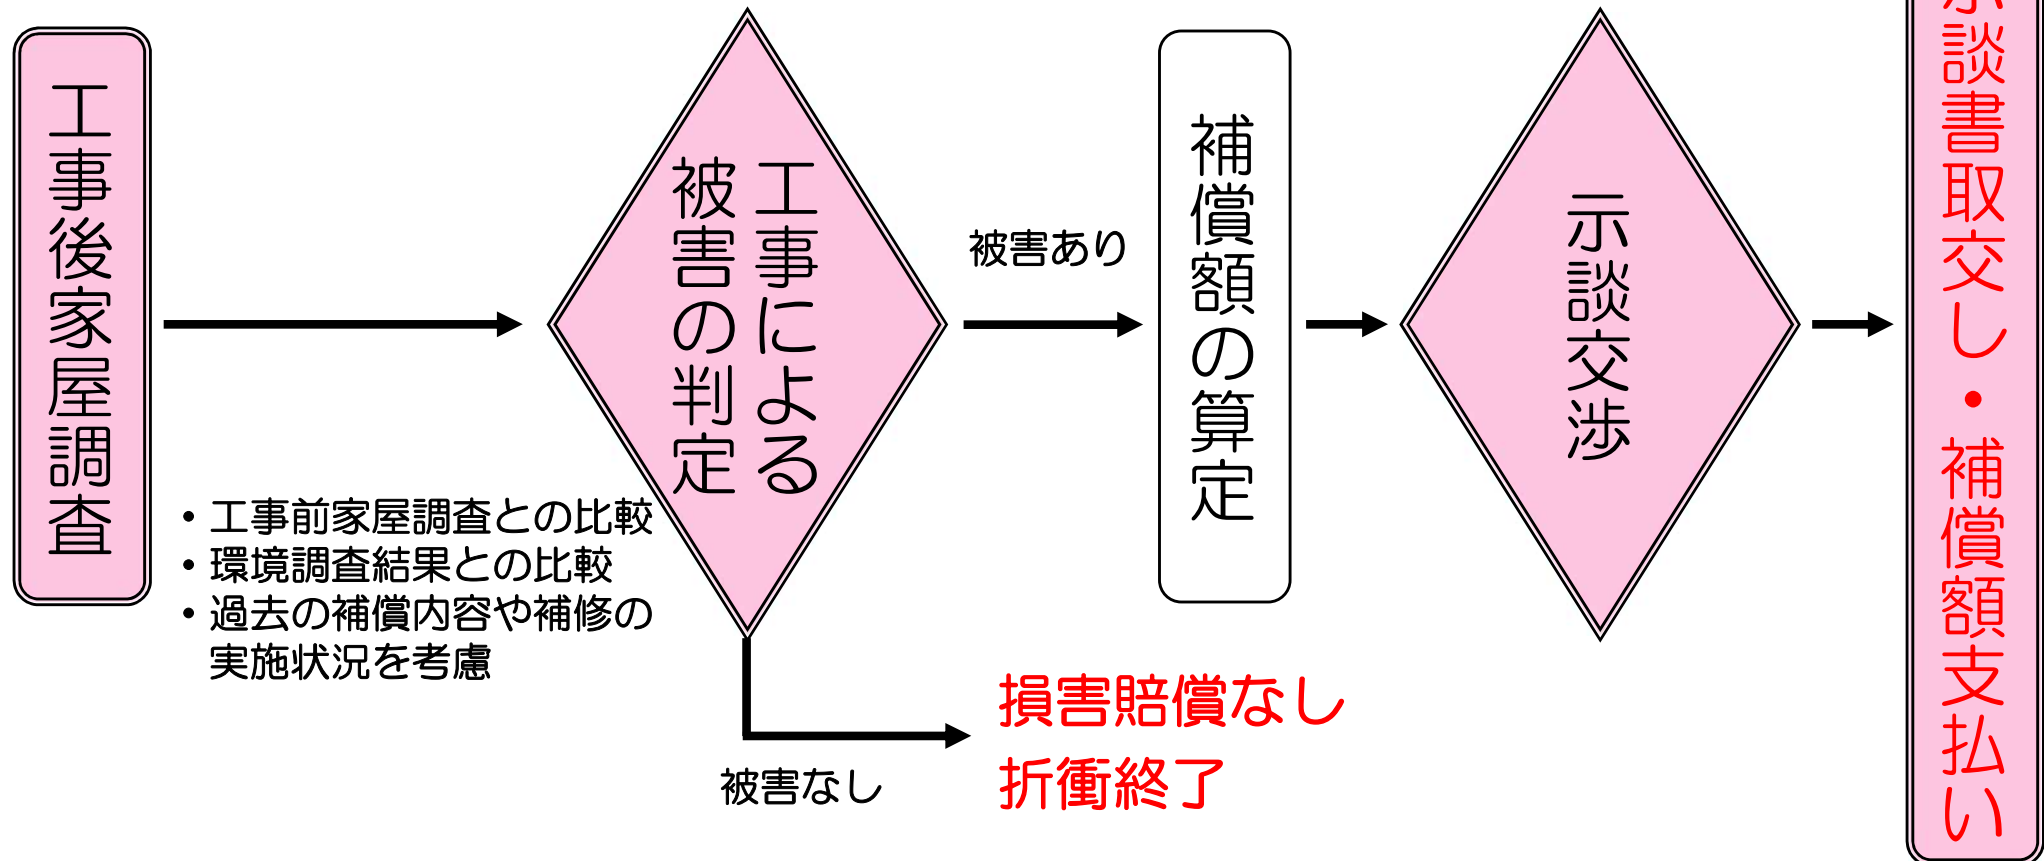 工事後家屋調査
・工事前家屋調査との比較
・環境調査結果との比較
・過去の補償内容や補修の
実施状況を考慮
工事による
被害の判定
被害あり
被害なし
損害賠償なし
折衝終了
補償額の算定
示談交渉
示談書取交し・補償額支払い